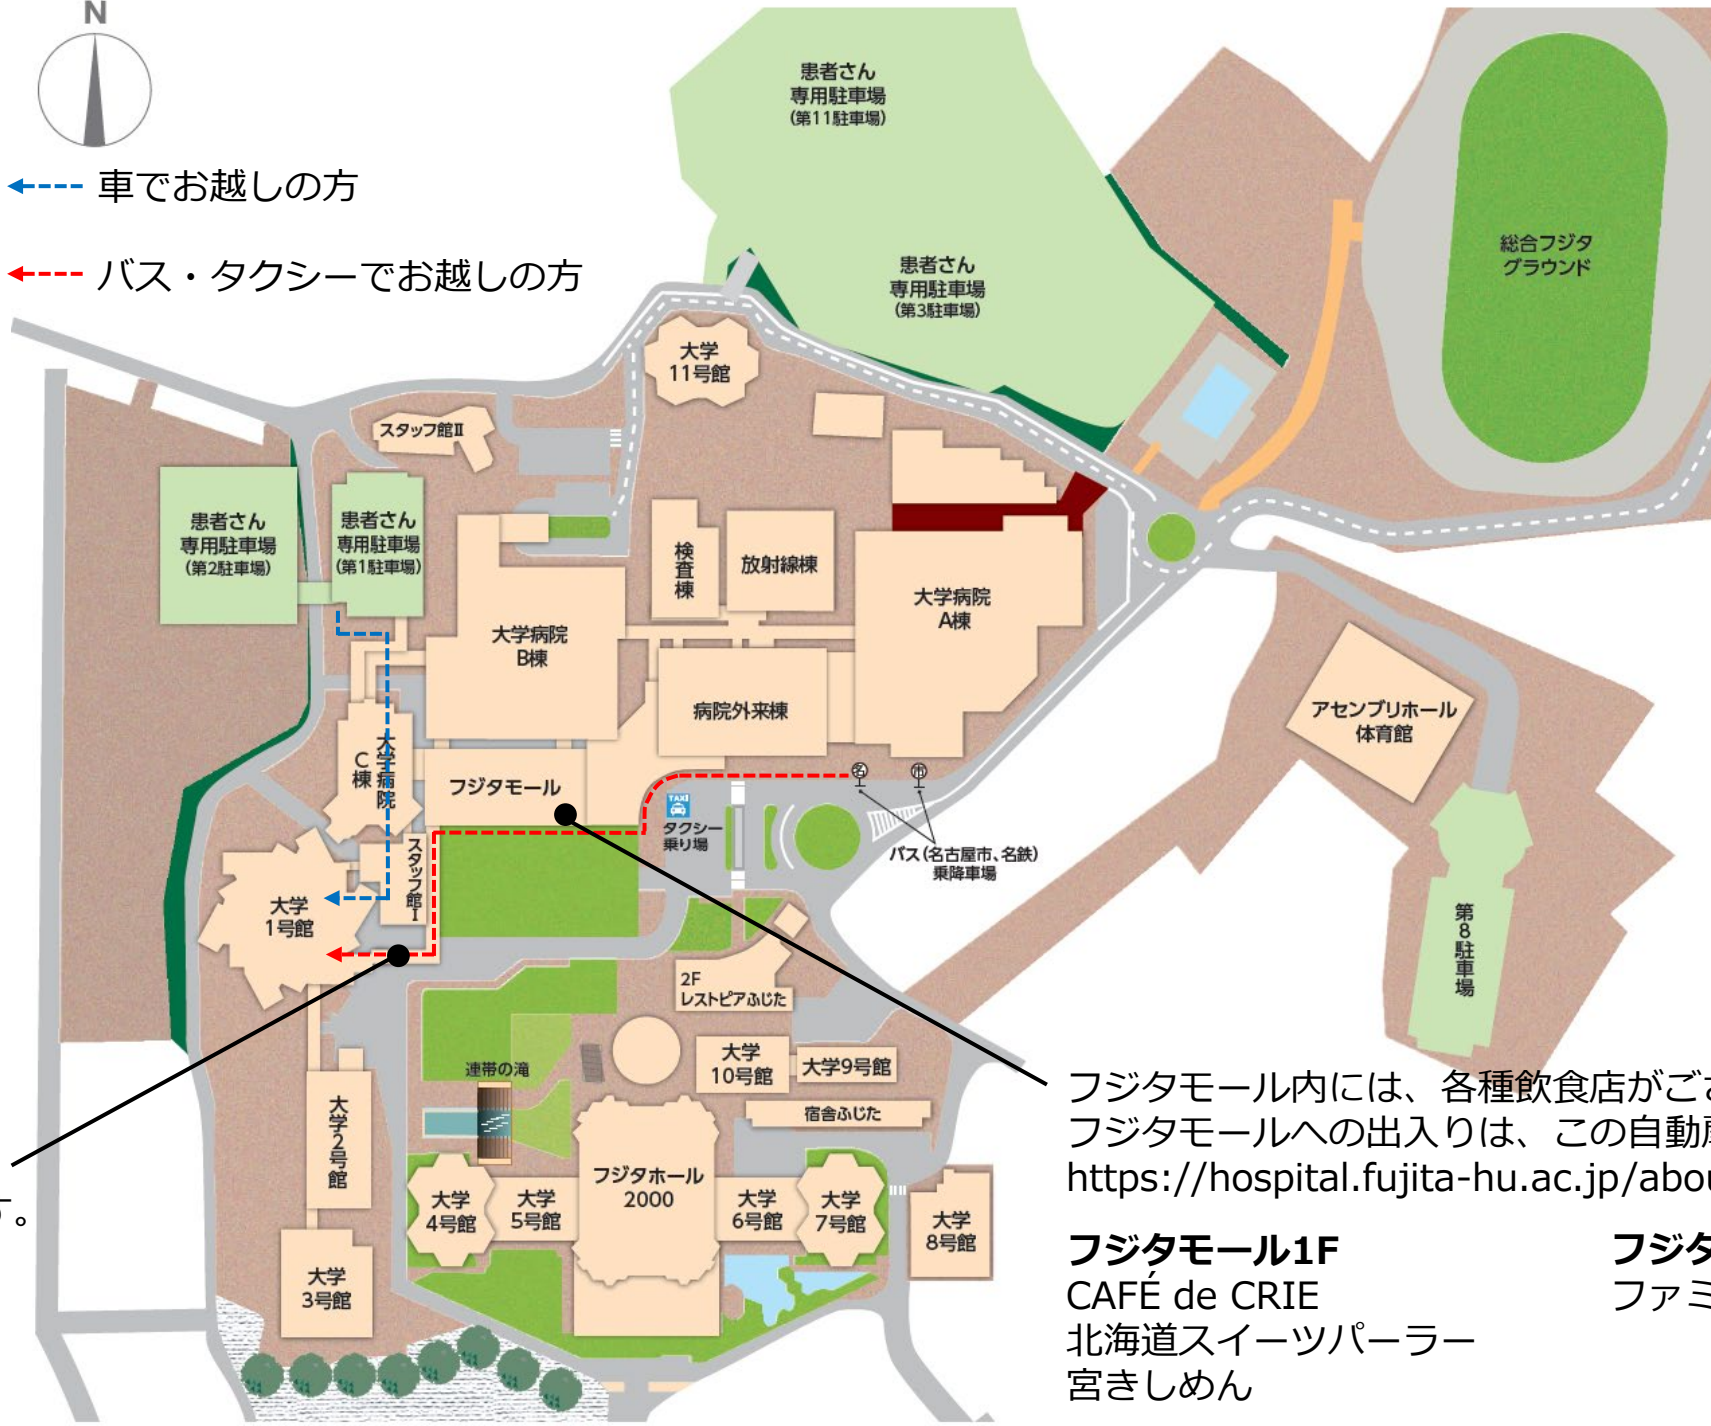 N
車でお越しの方
バス・タクシーでお越しの方
患者さん
専用駐車場
(第11駐車場)
患者さん
専用駐車場
(第3駐車場)
総合フジタ
グラウンド
大学
11号館
スタッフ館Ⅱ
患者さん
専用駐車場
(第2駐車場)
患者さん
専用駐車場
(第1駐車場)
検査棟
放射線棟
大学病院
A棟
大学病院
B棟
病院外来棟
アセンブリホール
体育館
大学病院
C棟
フジタモール
名
市
TAXI
タクシー
乗り場
バス(名古屋市、名鉄)
乗降車場
スタッフ館Ⅰ
大学
1号館
第8駐車場
2F
レストピアふじた
大学
10号館
大学9号館
連帯の滝
宿舎ふじた
大学2号館
フジタホール
2000
大学
4号館
大学
5号館
大学
6号館
大学
7号館
大学
8号館
大学
3号館
す。
フジタモール内には、各種飲食店がござ
フジタモールへの出入りは、この自動扉
https://hospital.fujita-hu.ac.jp/abou
フジタモール1F
CAFÉ de CRIE
北海道スイーツパーラー
宮きしめん
フジタ
ファミ